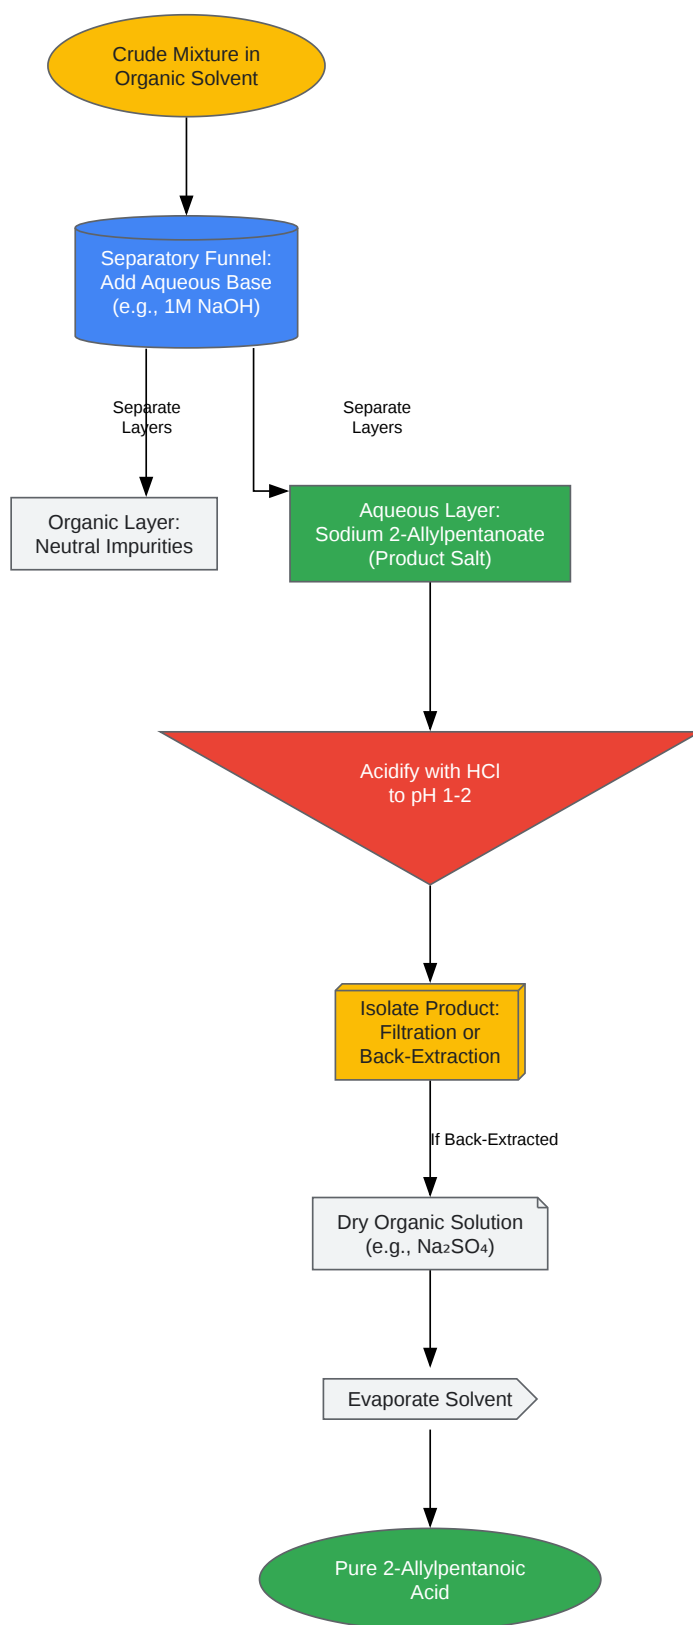 Crude Mixture in
Organic Solvent
Separatory Funnel:
Add Aqueous Base
(e.g., 1M NaOH)
Separate
Layers
Separate
Layers
Organic Layer:
Neutral Impurities
Aqueous Layer:
Sodium 2-Allylpentanoate
(Product Salt)
Acidify with HCl
to pH 1-2
Isolate Product:
Filtration or
Back-Extraction
If Back-Extracted
Dry Organic Solution
(e.g., Na₂SO₄)
Evaporate Solvent
Pure 2-Allylpentanoic
Acid